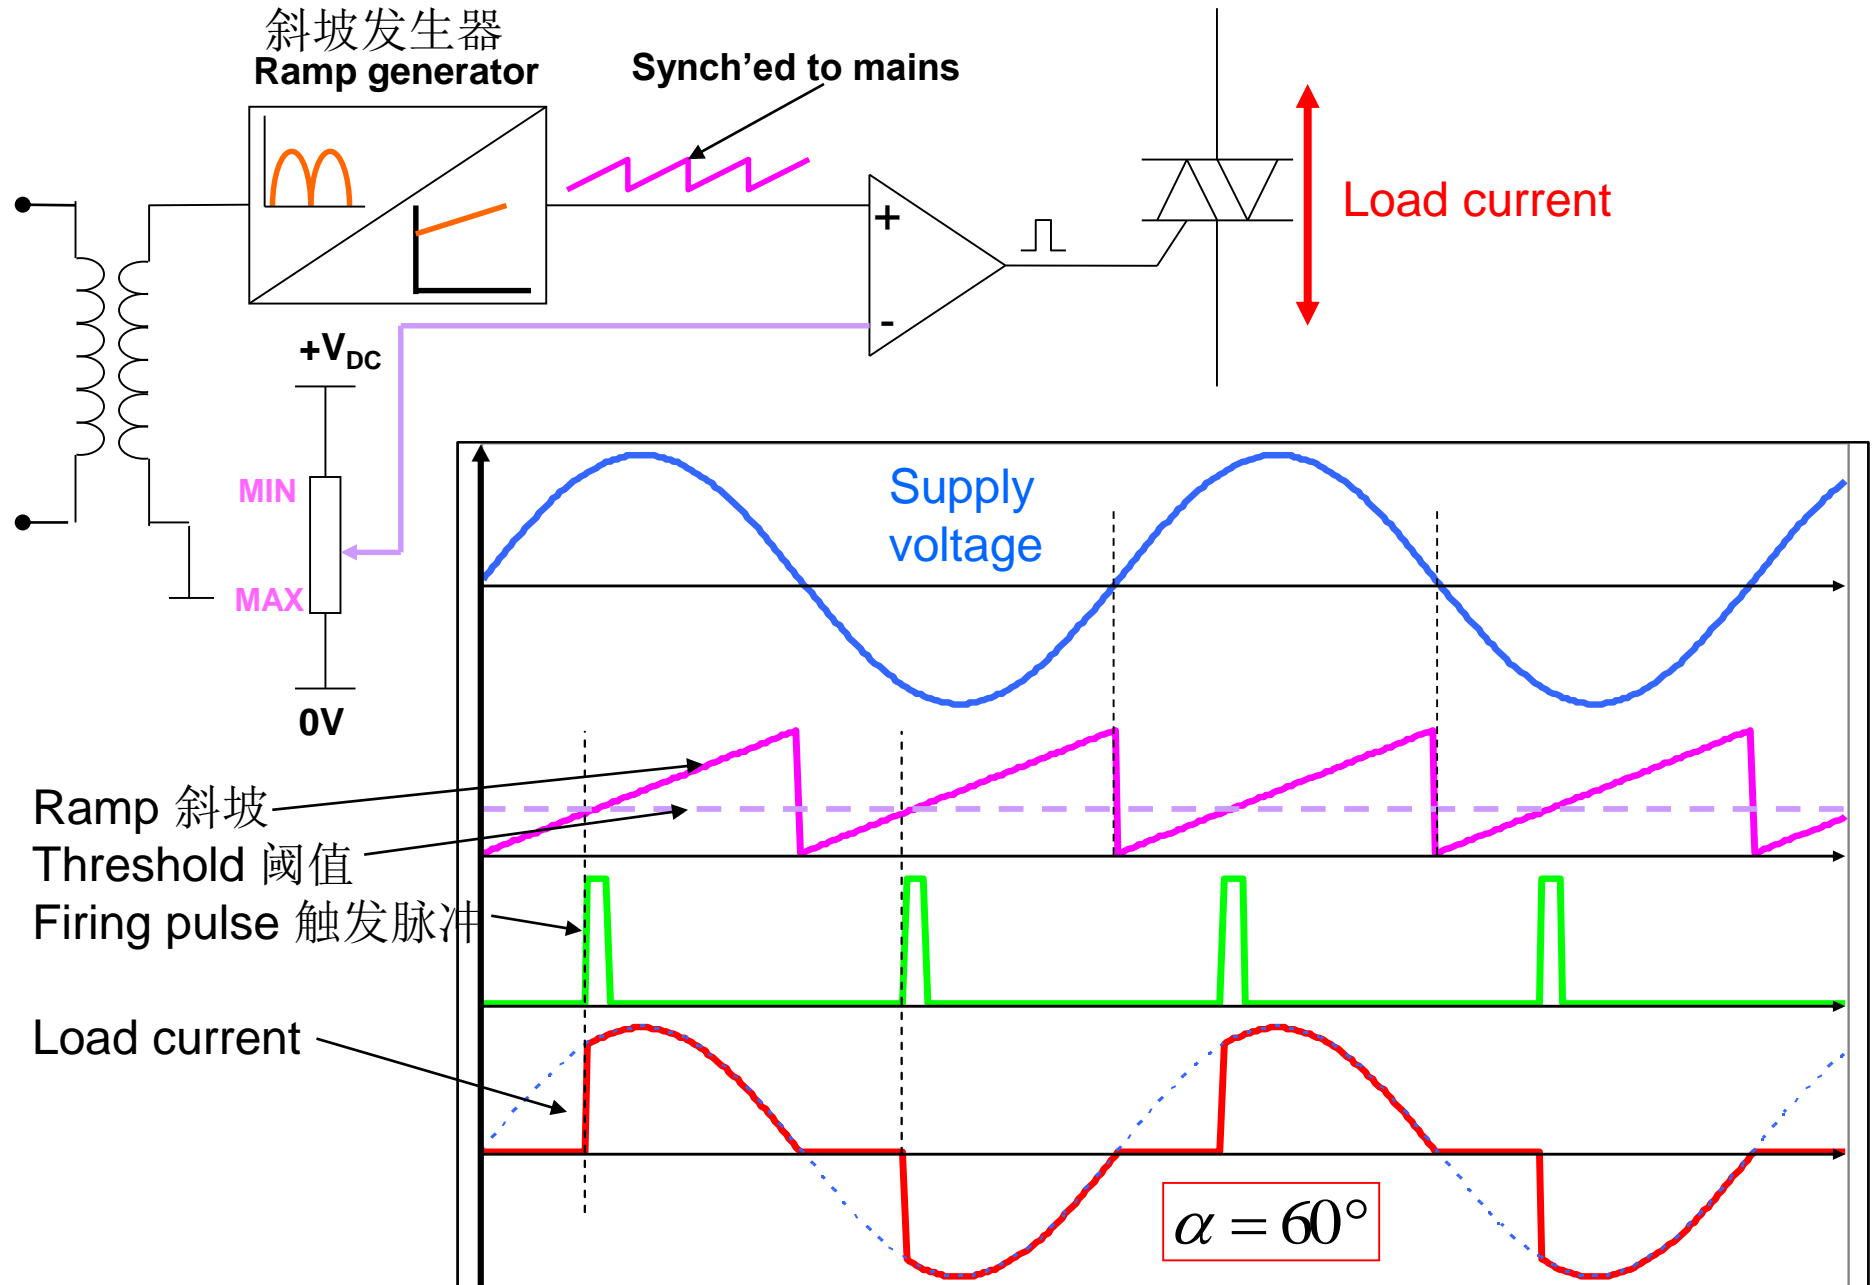 斜坡发生器
Ramp generator
Synch'ed to mains
+
-
Load current
+V_DC
MIN
MAX
0V
Supply
voltage
Ramp 斜坡
Threshold 阈值
Firing pulse 触发脉冲
Load current
α = 60°